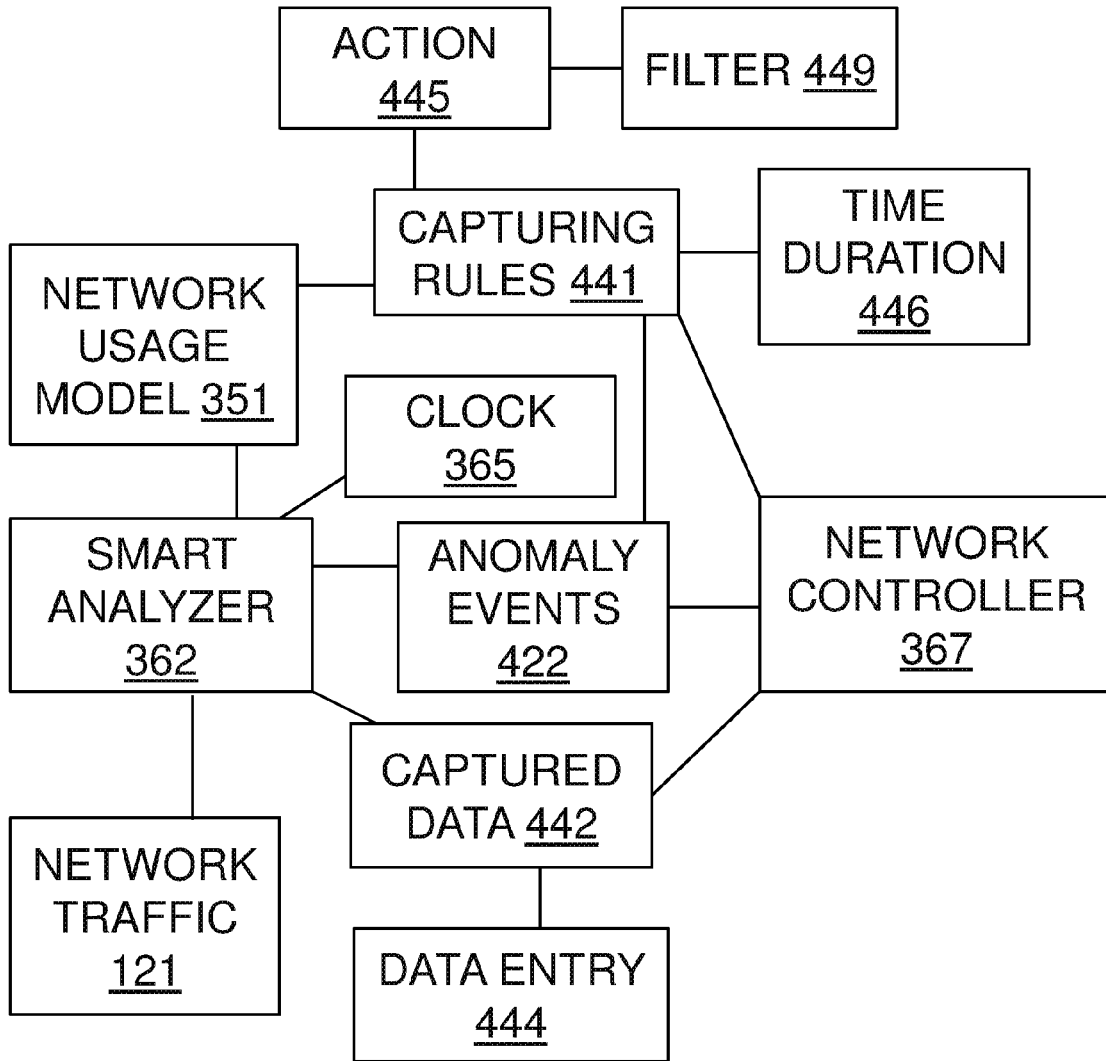 ACTION
445
FILTER 449
CAPTURING
RULES 441
TIME
DURATION
446
NETWORK
USAGE
MODEL 351
CLOCK
365
SMART
ANALYZER
362
ANOMALY
EVENTS
422
NETWORK
CONTROLLER
367
CAPTURED
DATA 442
NETWORK
TRAFFIC
121
DATA ENTRY
444